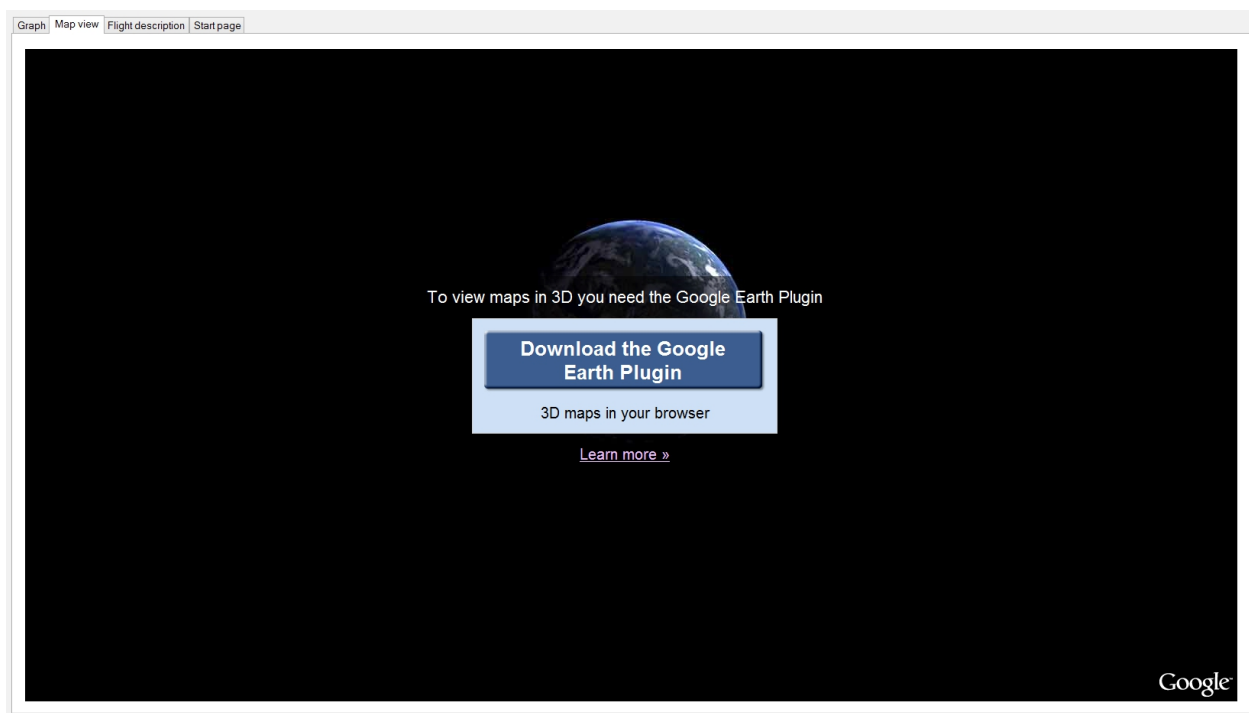 Graph Map view Flight description Start page
To view maps in 3D you need the Google Earth Plugin
Download the Google
Earth Plugin
3D maps in your browser
Learn more »
Google™